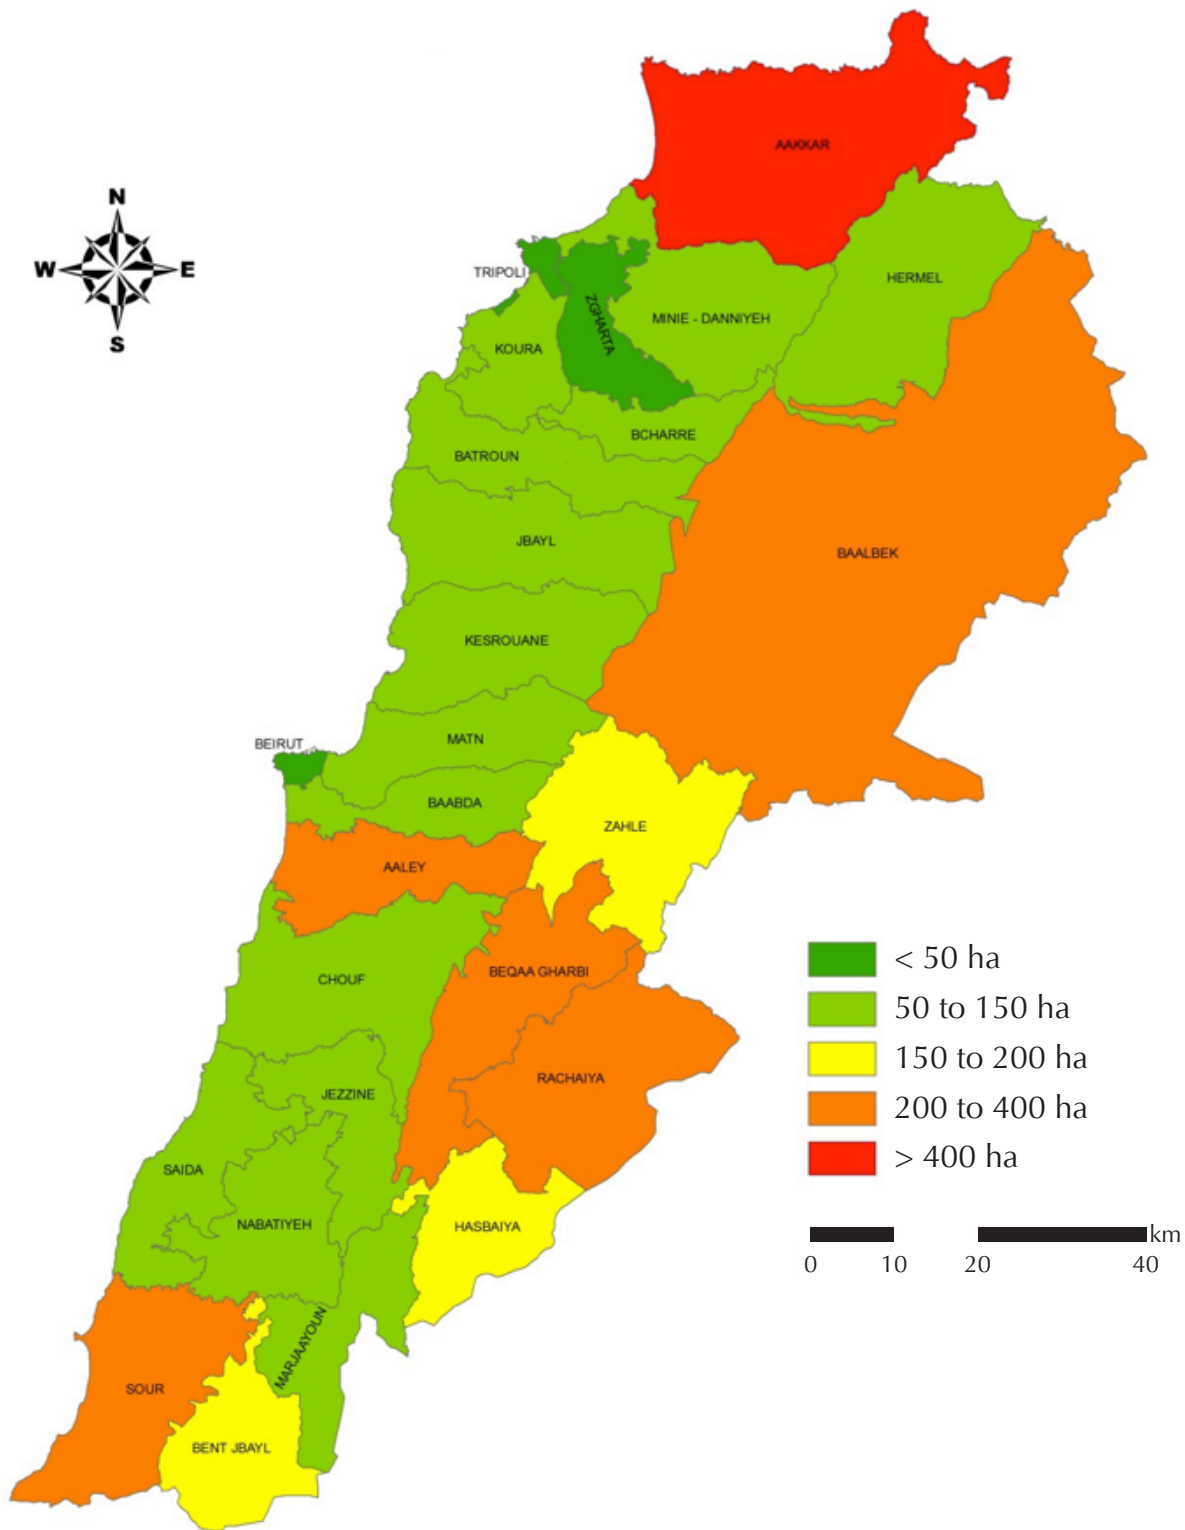 N
W
E
S
AAKKAR
HERMEL
TRIPOLI
ZGHARTA
MINIE - DANNIYEH
KOURA
BCHARRE
BATROUN
JBAYL
BAALBEK
KESROUANE
MATN
BEIRUT
BAABDA
ZAHLE
AALEY
CHOUF
BEQAA GHARBI
RACHAIYA
JEZZINE
SAIDA
NABATIYEH
HASBAIYA
MARJAAYOUN
SOUR
BENT JBAYL
< 50 ha
50 to 150 ha
150 to 200 ha
200 to 400 ha
> 400 ha
km
0 10 20 40